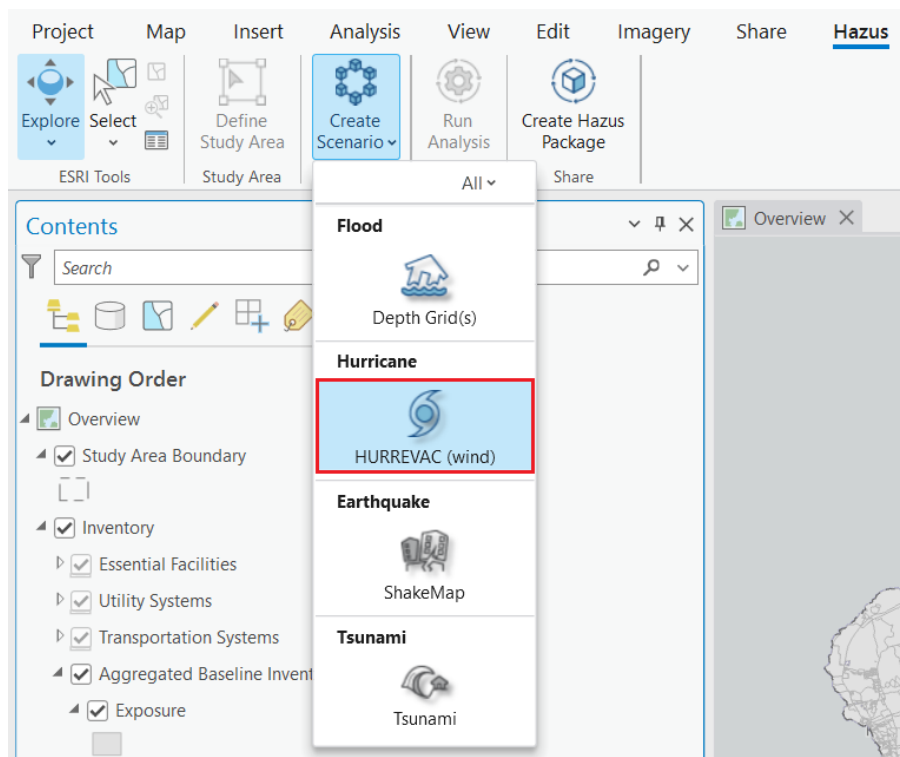 Project Map Insert Analysis View Edit Imagery Share Hazus
Explore Select Define Create Run Create Hazus
Study Area Scenario Analysis Package
ESRI Tools Study Area Share
All
Contents
Flood
Overview
Search
Depth Grid(s)
Hurricane
Drawing Order
Overview
HURREVAC (wind)
Study Area Boundary
Earthquake
Inventory
Essential Facilities
ShakeMap
Utility Systems
Transportation Systems
Tsunami
Aggregated Baseline Invent
Exposure
Tsunami